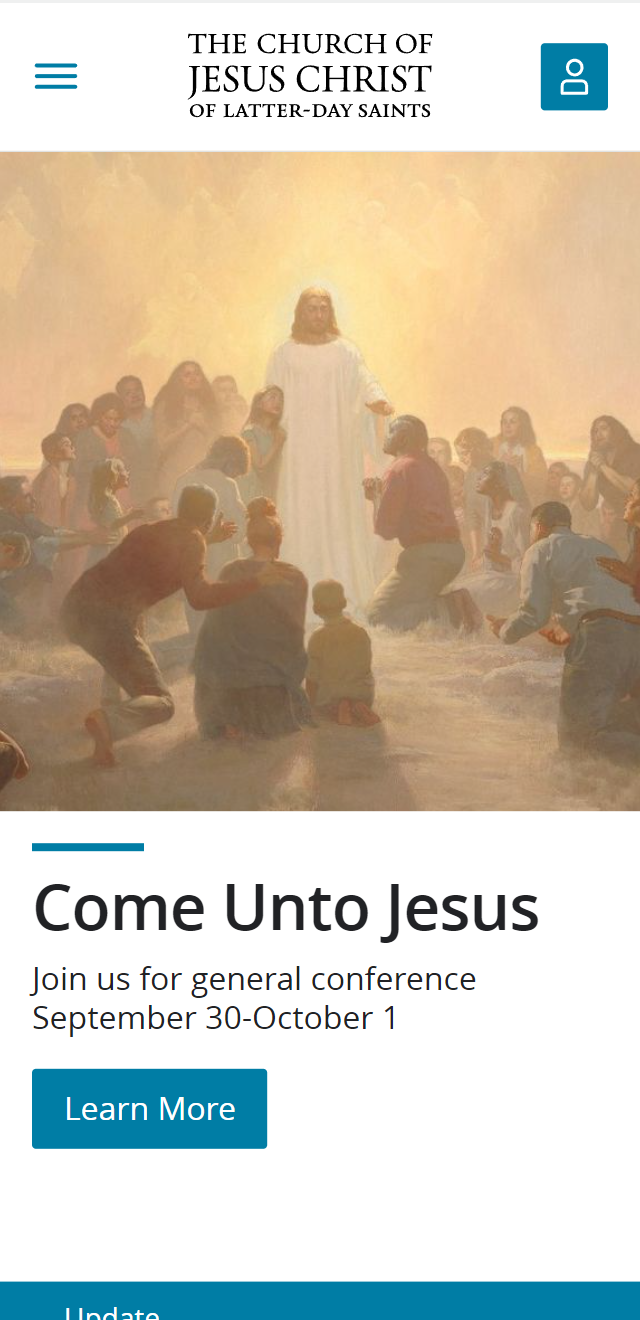 THE CHURCH OF
JESUS CHRIST
OF LATTER-DAY SAINTS
Come Unto Jesus
Join us for general conference
September 30-October 1
Learn More
Update